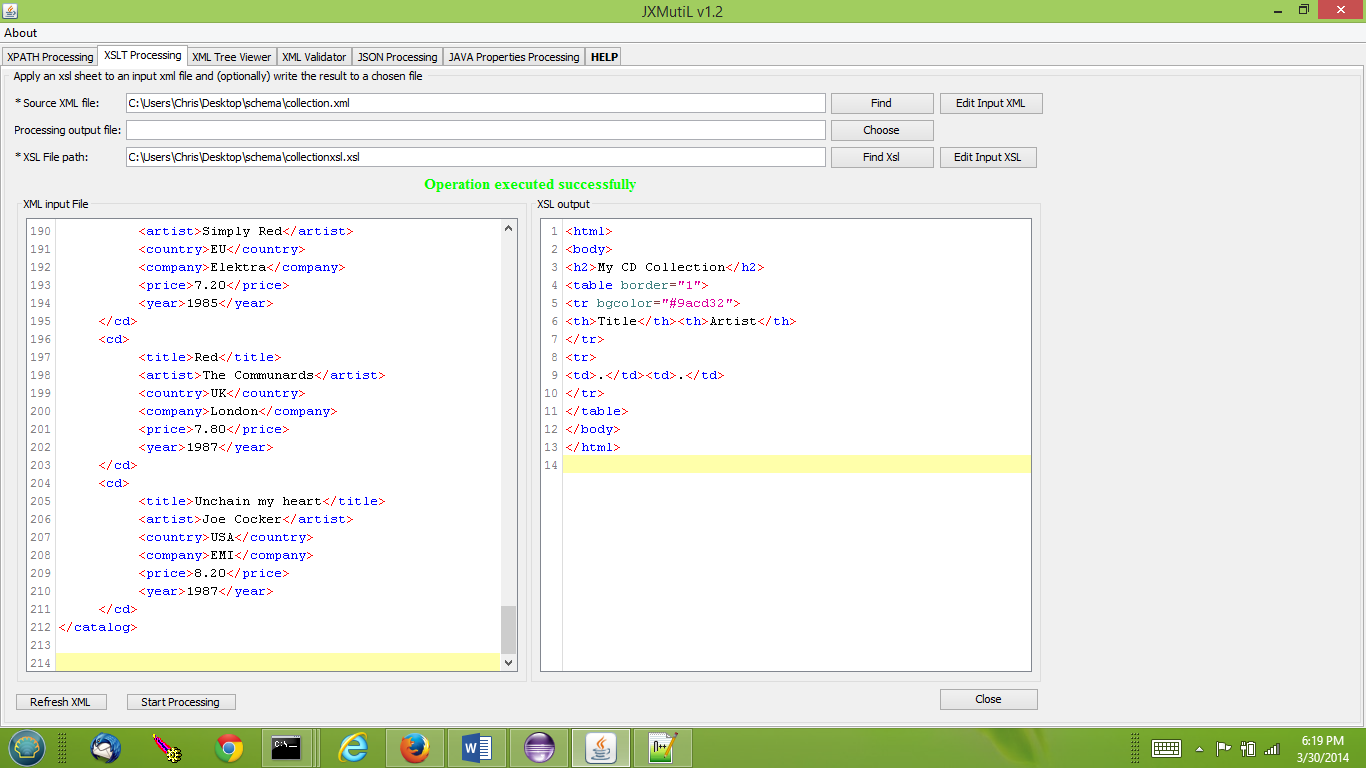 JXMutiL v1.2
About
XPATH Processing XSLT Processing XML Tree Viewer XML Validator JSON Processing JAVA Properties Processing HELP
Apply an xsl sheet to an input xml file and (optionally) write the result to a chosen file
* Source XML file: C:\Users\Chris\Desktop\schema\collection.xml Find Edit Input XML
Processing output file: Choose
* XSL File path: C:\Users\Chris\Desktop\schema\collectionxsl.xsl Find Xsl Edit Input XSL
Operation executed successfully
XML input File
190 <artist>Simply Red</artist>
191 <country>EU</country>
192 <company>Elektra</company>
193 <price>7.20</price>
194 <year>1985</year>
195 </cd>
196 <cd>
197 <title>Red</title>
198 <artist>The Communards</artist>
199 <country>UK</country>
200 <company>London</company>
201 <price>7.80</price>
202 <year>1987</year>
203 </cd>
204 <cd>
205 <title>Unchain my heart</title>
206 <artist>Joe Cocker</artist>
207 <country>USA</country>
208 <company>EMI</company>
209 <price>8.20</price>
210 <year>1987</year>
211 </cd>
212 </catalog>
213
214
XSL output
1 <html>
2 <body>
3 <h2>My CD Collection</h2>
4 <table border="1">
5 <tr bgcolor="#9acd32">
6 <th>Title</th><th>Artist</th>
7 </tr>
8 <tr>
9 <td>.</td><td>.</td>
10 </tr>
11 </table>
12 </body>
13 </html>
14
Refresh XML Start Processing Close
C:\_
6:19 PM
3/30/2014